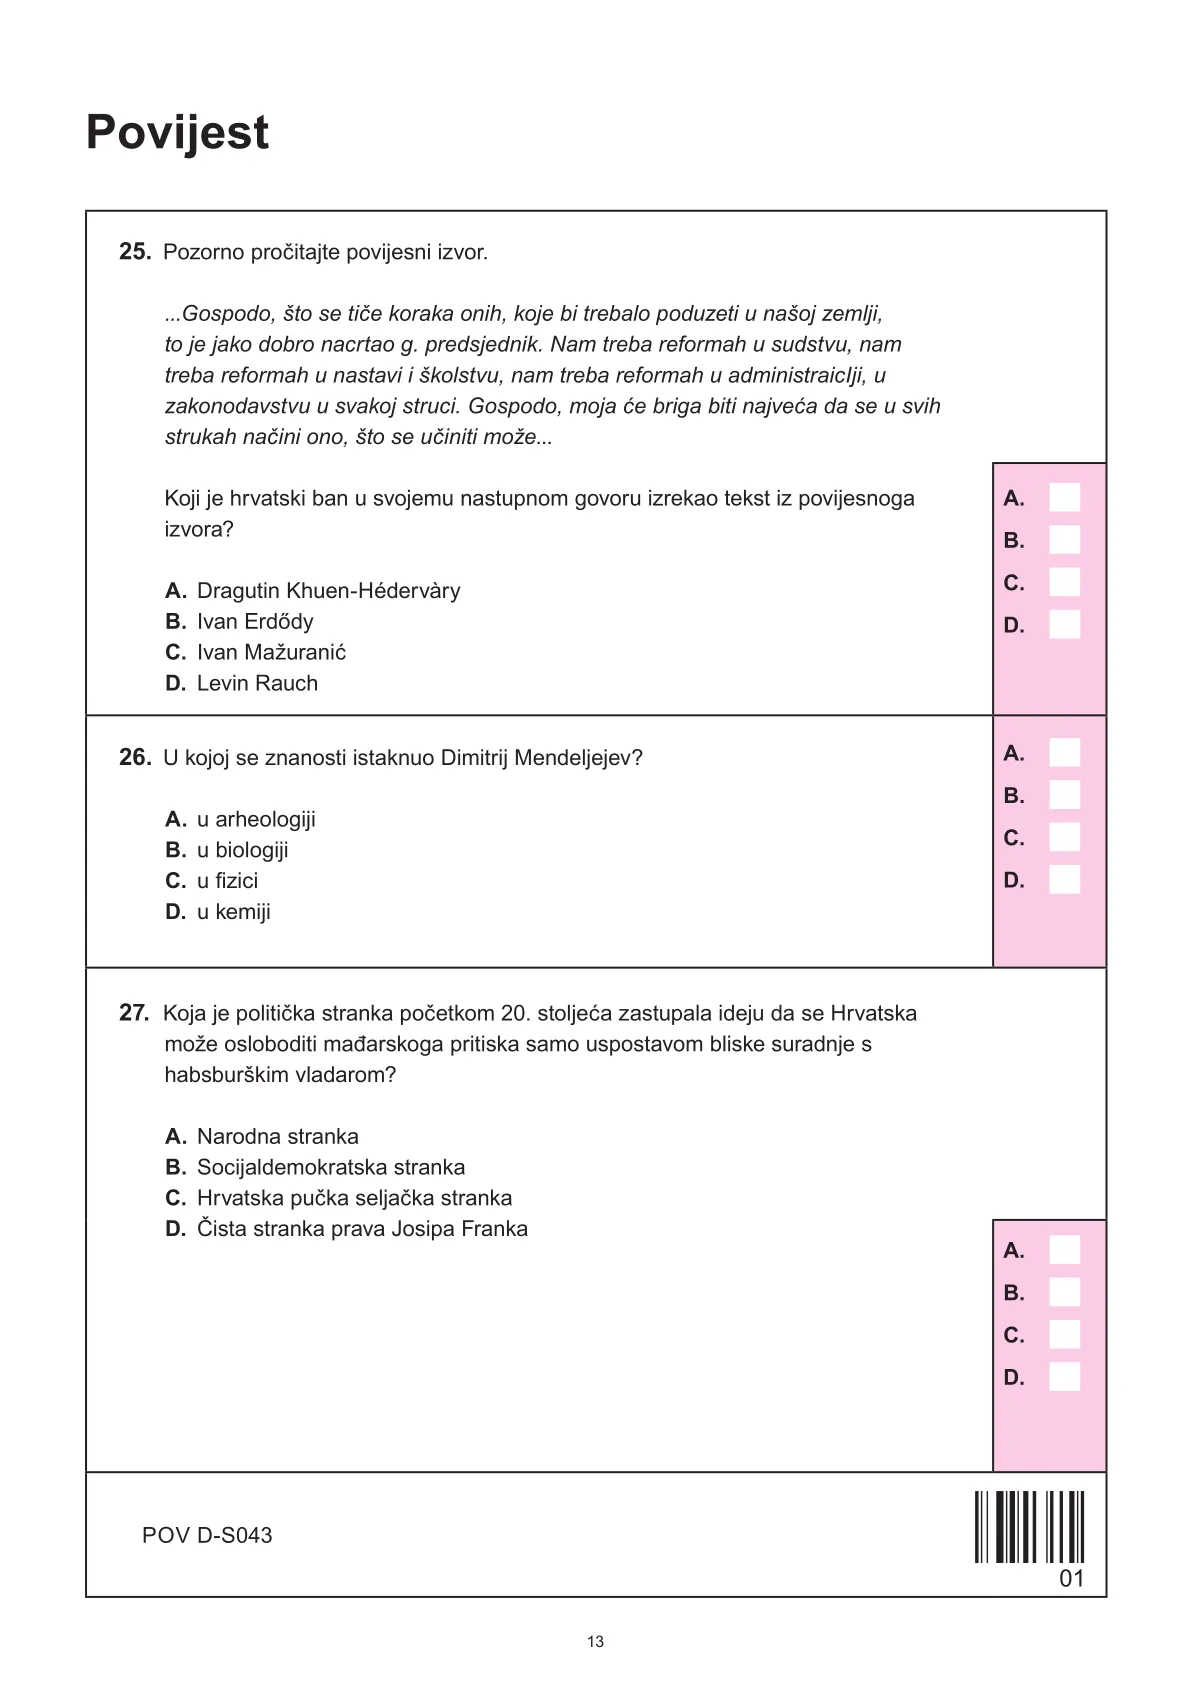 Povijest
25. Pozorno pročitajte povijesni izvor.
...Gospodo, što se tiče koraka onih, koje bi trebalo poduzeti u našoj zemlji,
to je jako dobro nacrtao g. predsjednik. Nam treba reformah u sudstvu, nam
treba reformah u nastavi i školstvu, nam treba reformah u administraicIji, u
zakonodavstvu u svakoj struci. Gospodo, moja će briga biti najveća da se u svih
strukah načini ono, što se učiniti može...
Koji je hrvatski ban u svojemu nastupnom govoru izrekao tekst iz povijesnoga
izvora?
A. Dragutin Khuen-Hédervàry
B. Ivan Erdődy
C. Ivan Mažuranić
D. Levin Rauch
A.
B.
C.
D.
26. U kojoj se znanosti istaknuo Dimitrij Mendeljejev?
A. u arheologiji
B. u biologiji
C. u fizici
D. u kemiji
A.
B.
C.
D.
27. Koja je politička stranka početkom 20. stoljeća zastupala ideju da se Hrvatska
može osloboditi mađarskoga pritiska samo uspostavom bliske suradnje s
habsburškim vladarom?
A. Narodna stranka
B. Socijaldemokratska stranka
C. Hrvatska pučka seljačka stranka
D. Čista stranka prava Josipa Franka
A.
B.
C.
D.
POV D-S043
01
13